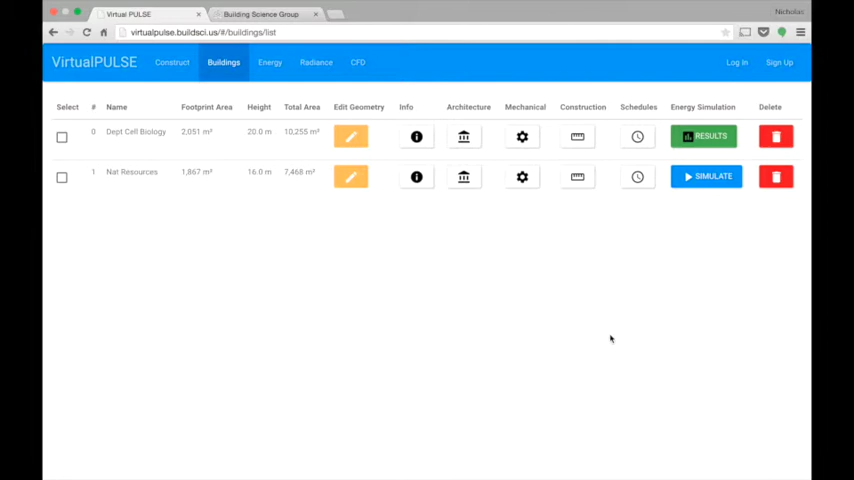 Virtual PULSE
Building Science Group
Nicholas
virtualpulse.buildsci.us/#/buildings/list
VirtualPULSE Construct Buildings Energy Radiance CFD Log In Sign Up
Select # Name Footprint Area Height Total Area Edit Geometry Info Architecture Mechanical Construction Schedules Energy Simulation Delete
0 Dept Cell Biology 2,051 m² 20.0 m 10,255 m² RESULTS
1 Nat Resources 1,867 m² 16.0 m 7,468 m² SIMULATE